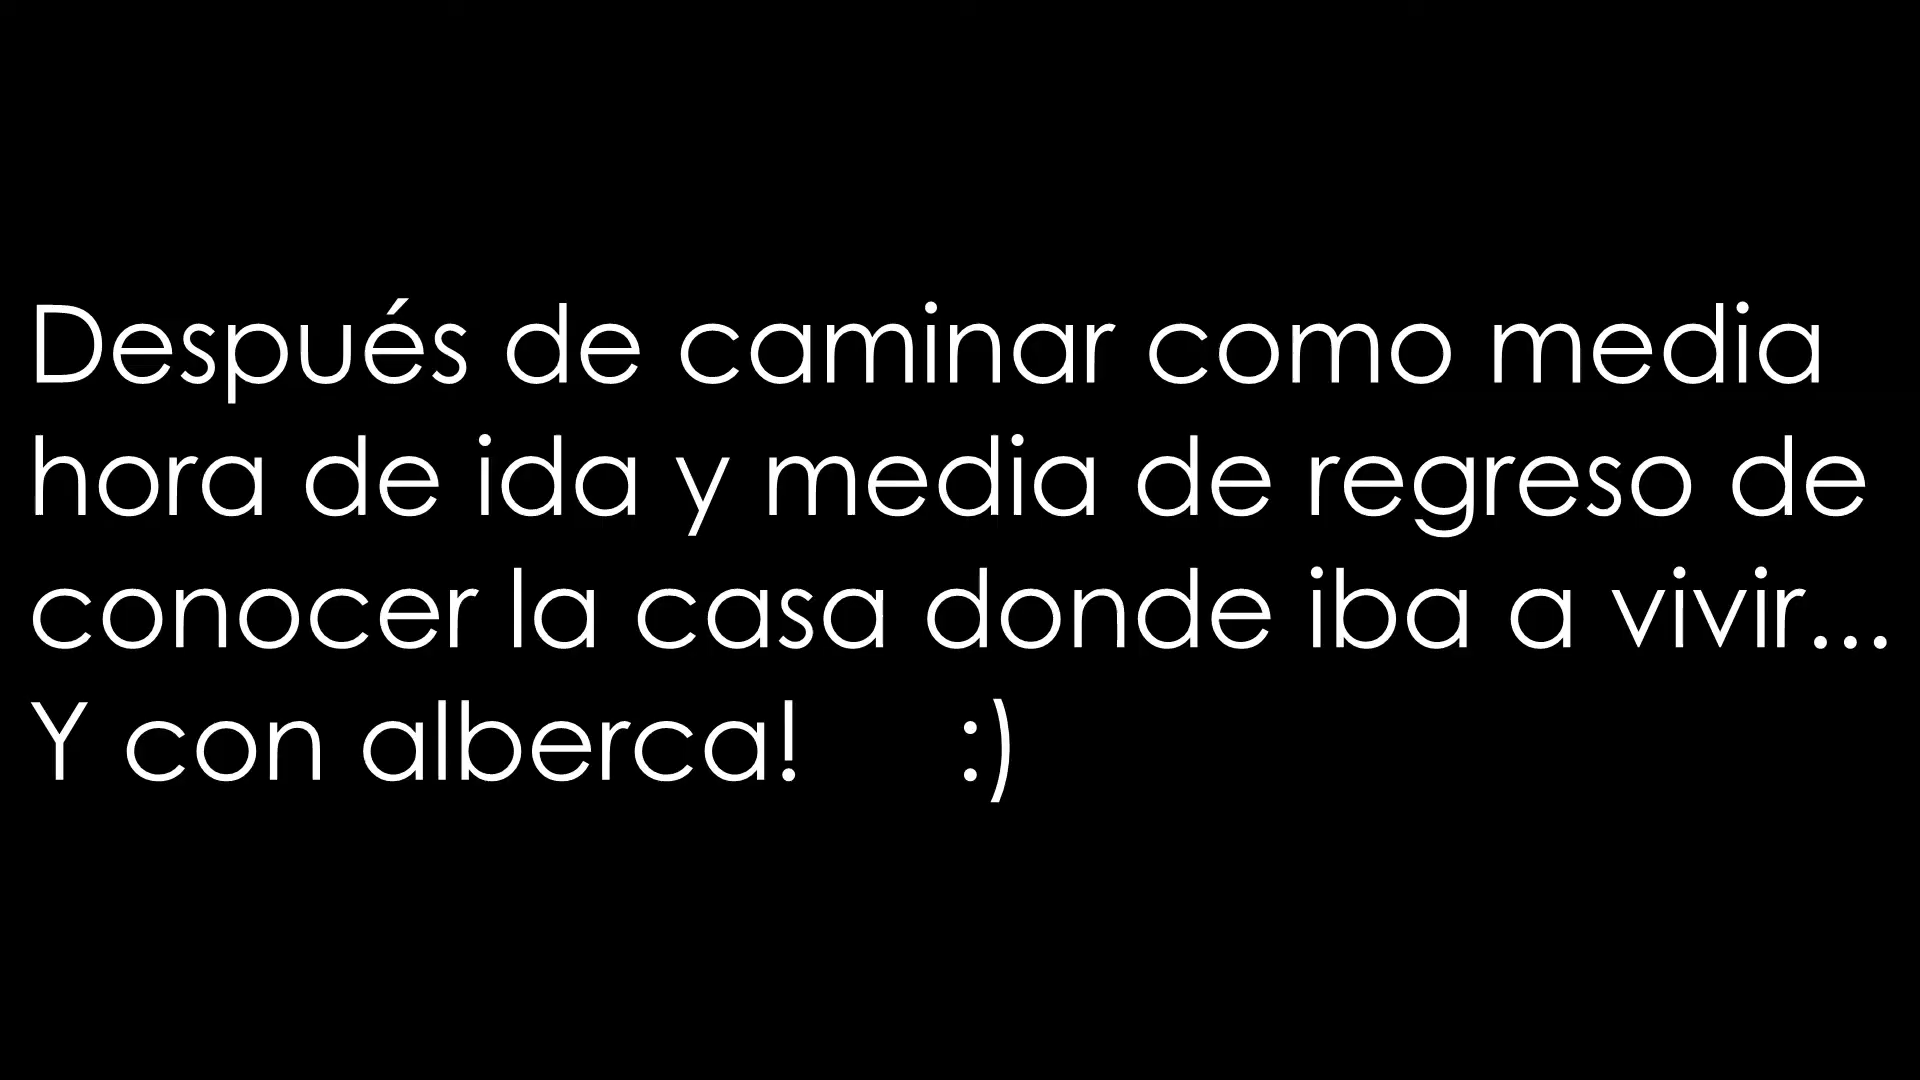 Después de caminar como media
hora de ida y media de regreso de
conocer la casa donde iba a vivir...
Y con alberca! :)